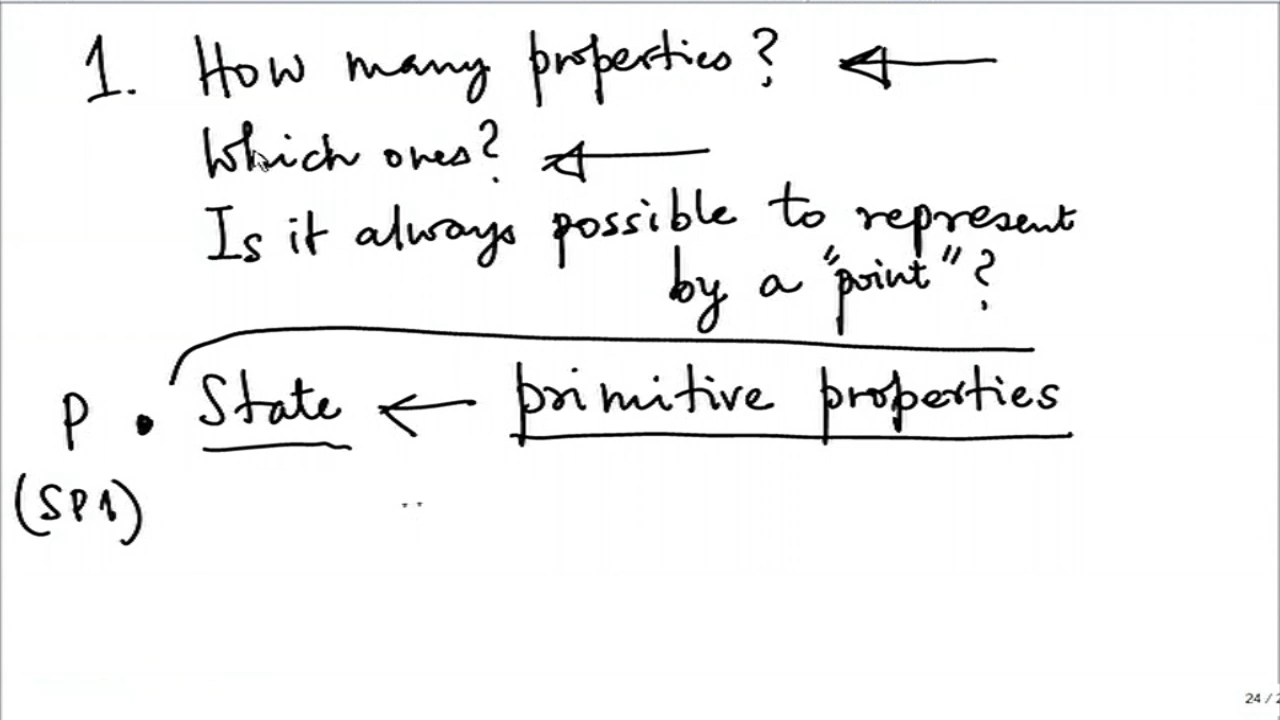 1. How many properties?
Which ones?
Is it always possible to represent
by a "point"?
P • State ← primitive properties
(SP1)
24 / 2